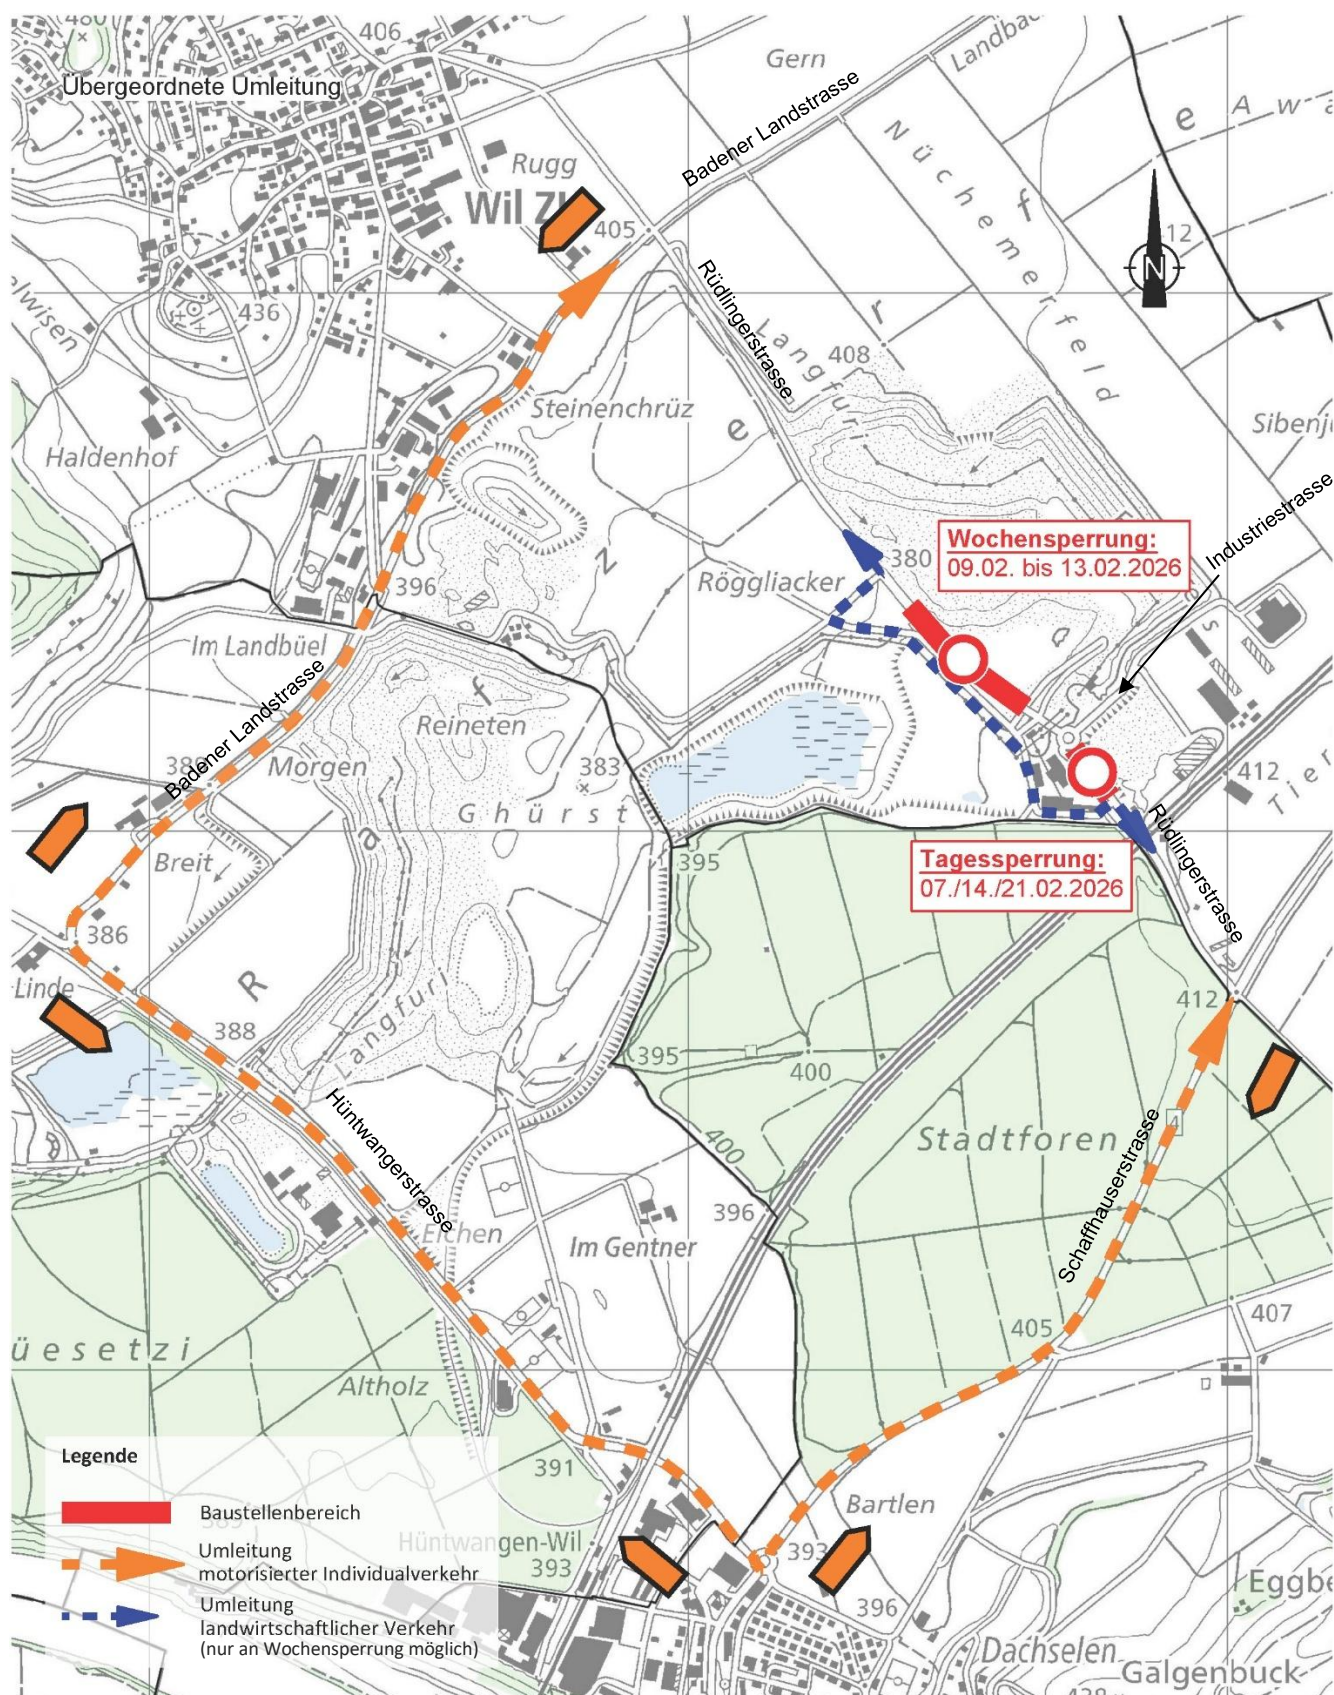 480
406
Übergeordnete Umleitung
Gern
Badener Landstrasse
Nüchemerfeld
e
Rugg
Wil ZH
405
N
436
Rüdlingerstrasse
Langfuri
408
r
f
Steinenchrüz
e
Haldenhof
Industriestrasse
Wochensperrung:
09.02. bis 13.02.2026
z
380
396
Röggliacker
Im Landbüel
f
a
s
Reineten
Badener Landstrasse
Morgen
383
412
Ghürst
a
Breit
395
Tagessperrung:
07./14./21.02.2026
Rüdlingerstrasse
386
Linde
R
Langfuri
412
388
395
400
Hüntwangerstrasse
400
4
Stadtforen
Schaffhauserstrasse
396
Eichen
Im Gentner
407
405
üesetzi
Altholz
Legende
391
Bartlen
Baustellenbereich
Hüntwangen-Wil
393
393
Umleitung
motorisierter Individualverkehr
Umleitung
landwirtschaftlicher Verkehr
(nur an Wochensperrung möglich)
396
Dachselen
Galgenbuck